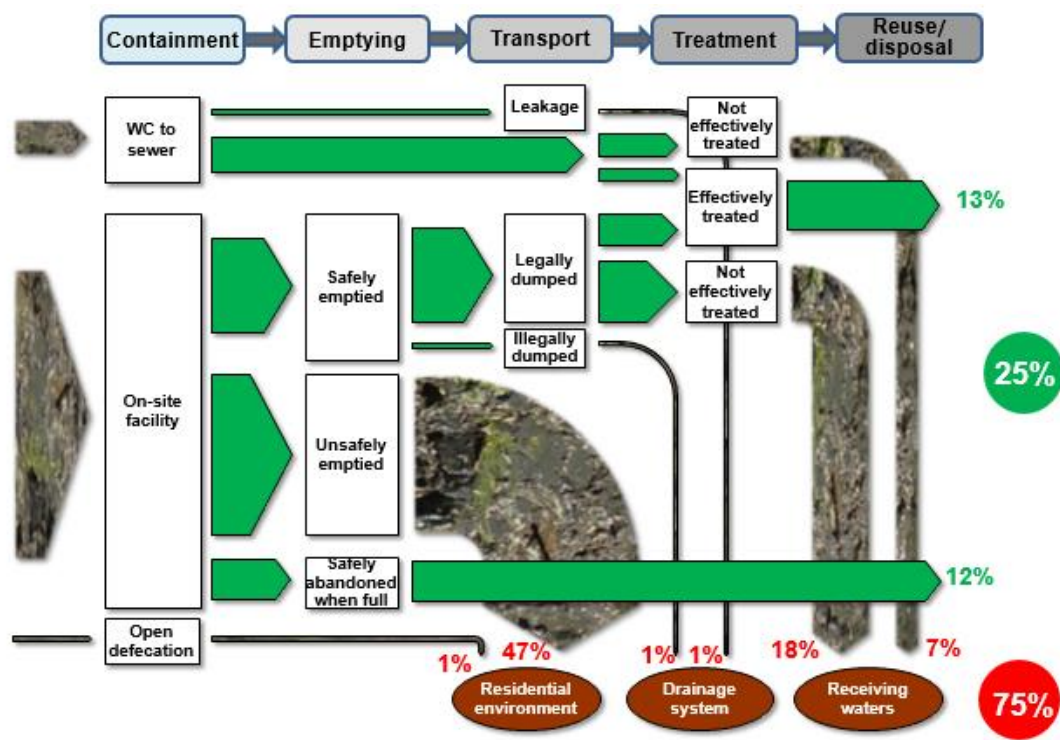 Containment
Emptying
Transport
Treatment
Reuse/
disposal
WC to
sewer
Leakage
Not
effectively
treated
Effectively
treated
13%
On-site
facility
Safely
emptied
Legally
dumped
Not
effectively
treated
Illegally
dumped
25%
Unsafely
emptied
Safely
abandoned
when full
12%
Open
defecation
1%
47%
1%
1%
18%
7%
Residential
environment
Drainage
system
Receiving
waters
75%